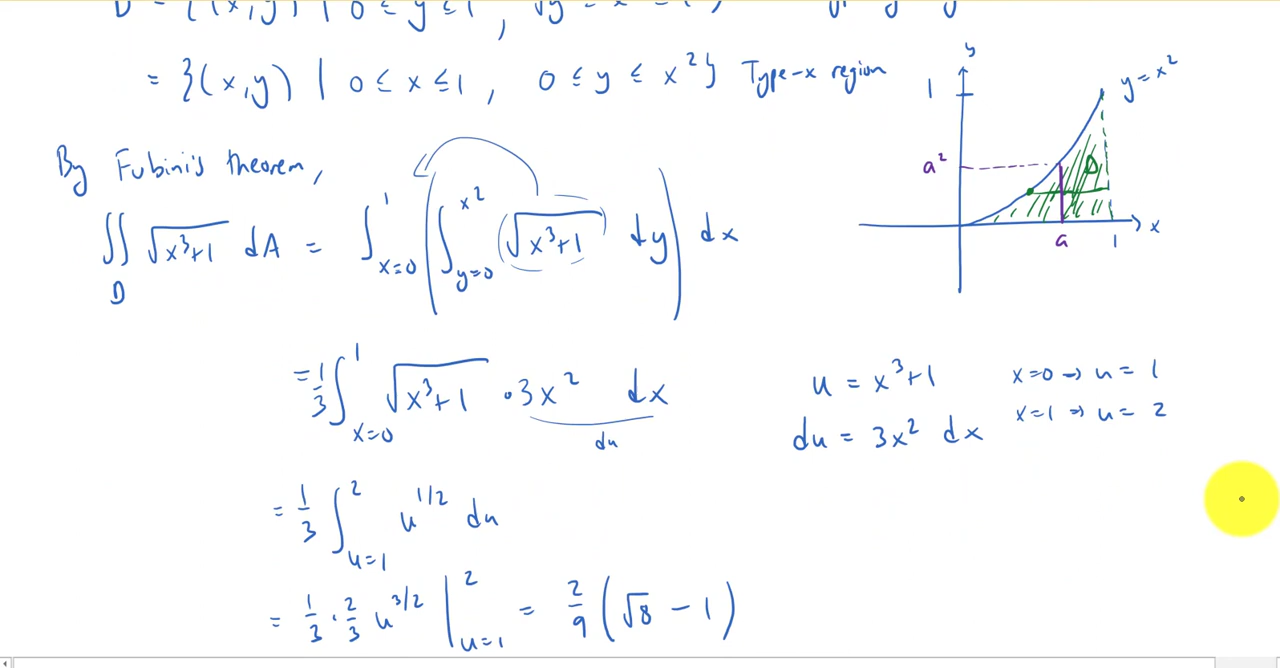 = {(x,y) | 0 ≤ x ≤ 1, 0 ≤ y ≤ x²} Type-x region
y
1
y = x²
a²
D
a
1
x
By Fubini's theorem,
∬_D √(x³+1) dA = ∫_{x=0}^{1} ( ∫_{y=0}^{x²} (√(x³+1)) dy ) dx
= 1/3 ∫_{x=0}^{1} √(x³+1) · 3x² dx
du
u = x³+1
x=0 → u = 1
du = 3x² dx
x=1 ⇒ u = 2
= 1/3 ∫_{u=1}^{2} u^{1/2} du
= 1/3 · 2/3 u^{3/2} |_{u=1}^{2} = 2/9 (√8 − 1)